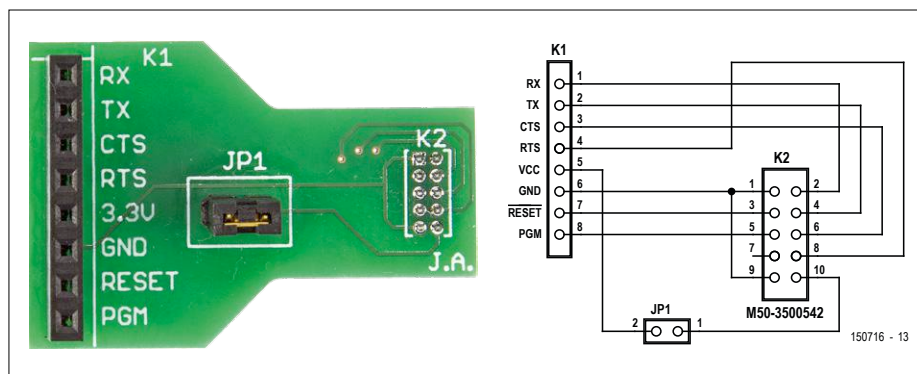 K1
RX
TX
CTS
RTS
3.3V
GND
RESET
PGM
JP1
K2
J.A.
K1
RX 1
TX 2
CTS 3
RTS 4
VCC 5
GND 6
RESET 7
PGM 8
K2
1 2
3 4
5 6
7 8
9 10
M50-3500542
JP1
2 1
150716 - 13